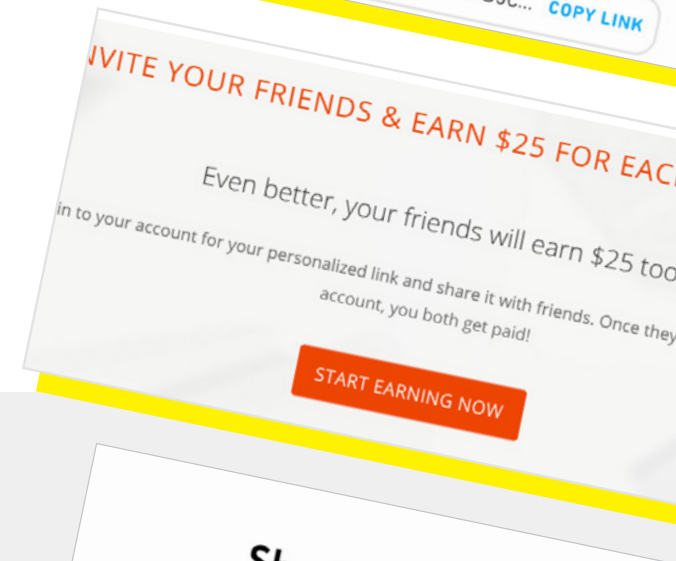 COPY LINK
NVITE YOUR FRIENDS & EARN $25 FOR EAC
Even better, your friends will earn $25 too
in to your account for your personalized link and share it with friends. Once they
account, you both get paid!
START EARNING NOW